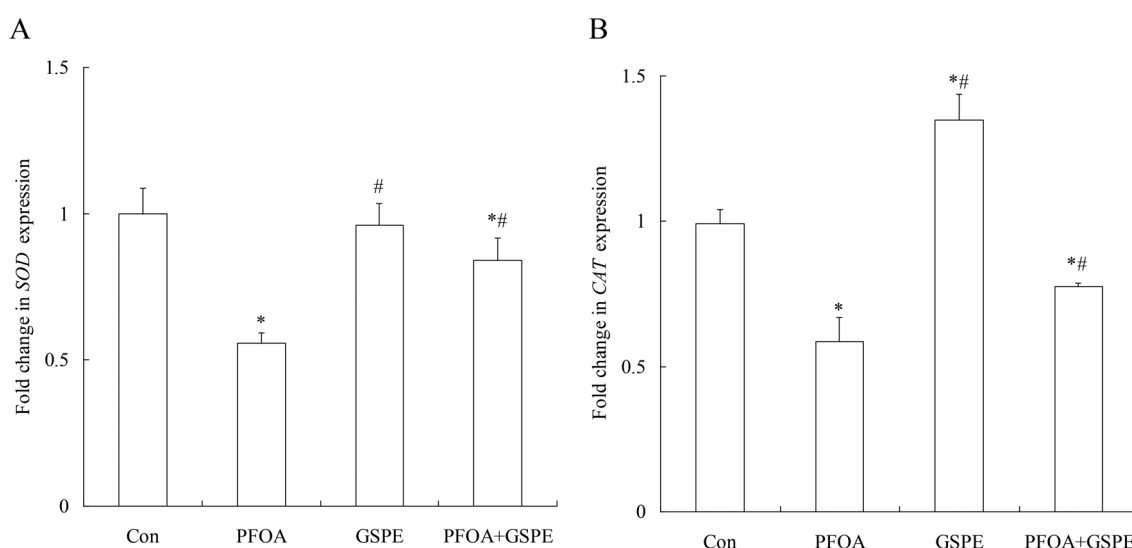 A
Fold change in SOD expression
1.5
1
0.5
0
*
#
*#
Con PFOA GSPE PFOA+GSPE
B
Fold change in CAT expression
1.5
1
0.5
0
*
*#
*#
Con PFOA GSPE PFOA+GSPE